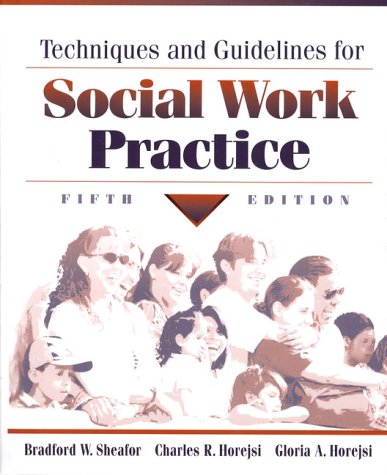 Techniques and Guidelines for
Social Work
Practice
FIFTH EDITION
Bradford W. Sheafor Charles R. Horejsi Gloria A. Horejsi